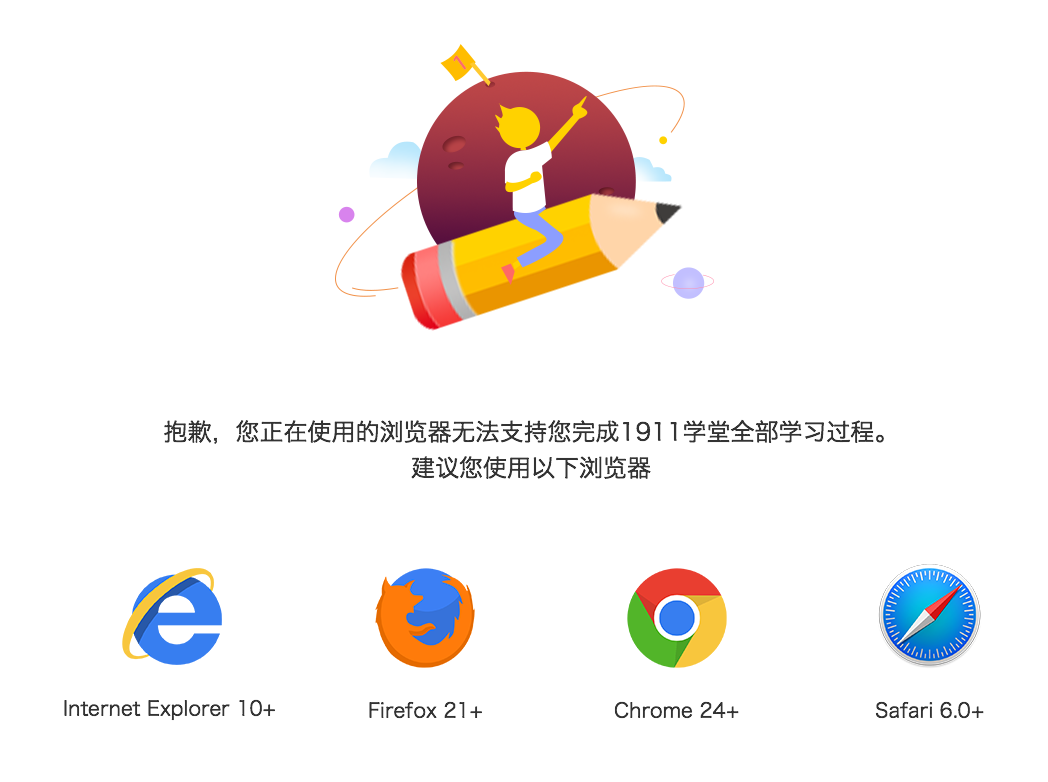 1
抱歉，您正在使用的浏览器无法支持您完成1911学堂全部学习过程。
建议您使用以下浏览器
Internet Explorer 10+
Firefox 21+
Chrome 24+
Safari 6.0+